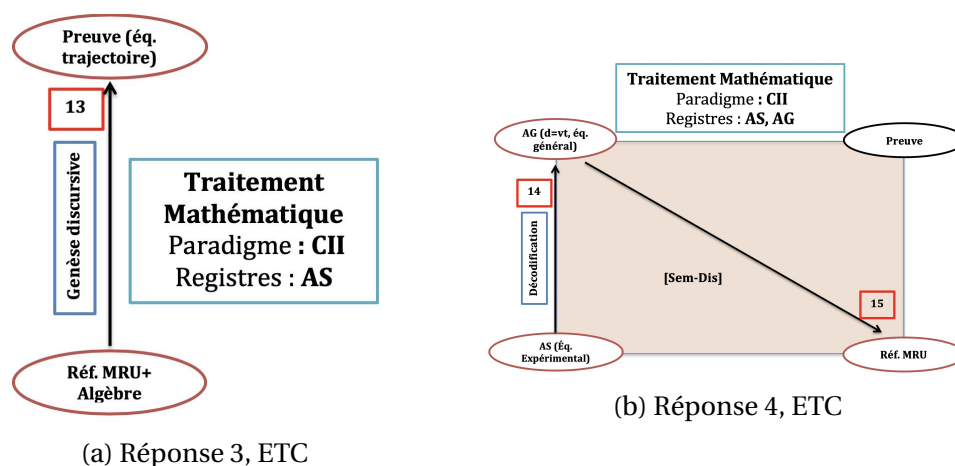 Preuve (éq.
trajectoire)
13
Genèse discursive
Traitement
Mathématique
Paradigme : CII
Registres : AS
Réf. MRU+
Algèbre
(a) Réponse 3, ETC
Traitement Mathématique
Paradigme : CII
Registres : AS, AG
AG (d=vt, éq.
général)
Preuve
14
Décodification
[Sem-Dis]
15
AS (Éq.
Expérimental)
Réf. MRU
(b) Réponse 4, ETC